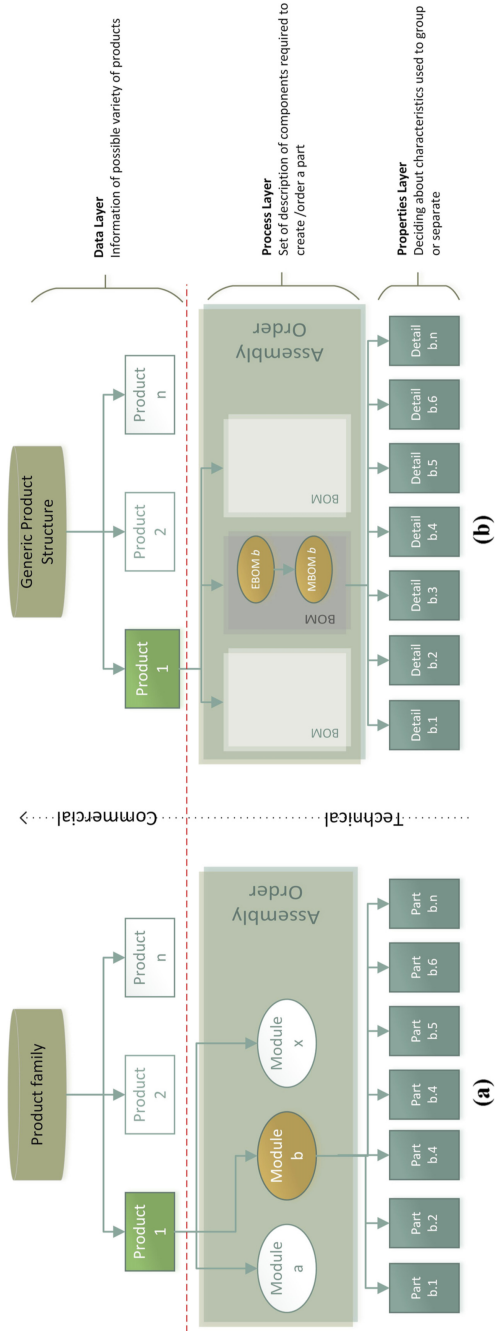 Product family
Product
1
Product
2
Product
n
Assembly
Order
Module
a
Module
b
Module
x
Part
b.1
Part
b.2
Part
b.4
Part
b.4
Part
b.5
Part
b.6
Part
b.n
(a)
Commercial
Technical
Generic Product
Structure
Product
1
Product
2
Product
n
Assembly
Order
BOM
EBOM b
MBOM b
BOM
BOM
Detail
b.1
Detail
b.2
Detail
b.3
Detail
b.4
Detail
b.5
Detail
b.6
Detail
b.n
(b)
Data Layer
Information of possible variety of products
Process Layer
Set of description of components required to
create /order a part
Properties Layer
Deciding about characteristics used to group
or separate